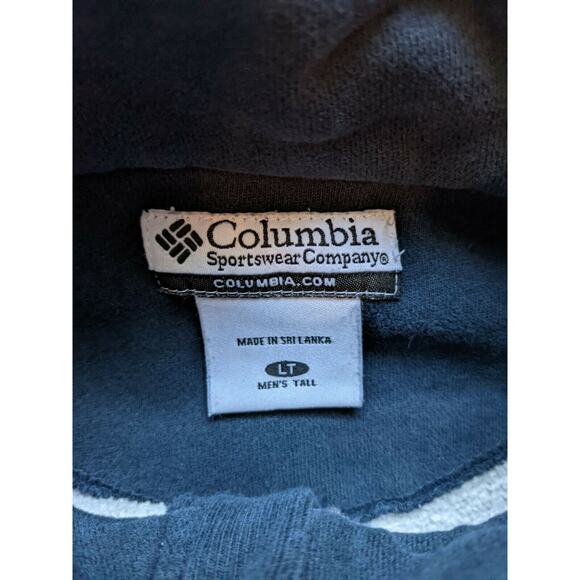 Columbia
Sportswear Company®
COLUMBIA.COM
MADE IN SRI LANKA
LT
MEN'S TALL